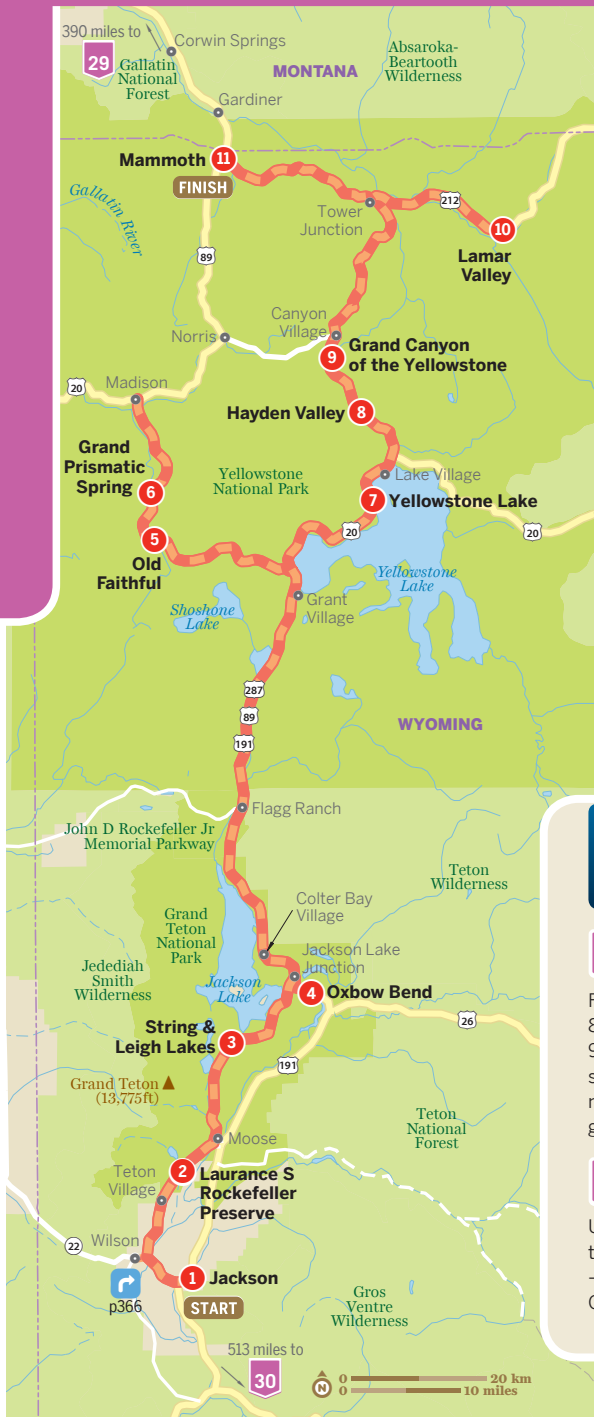 390 miles to
29
Corwin Springs
Gallatin
National
Forest
Absaroka-
Beartooth
Wilderness
MONTANA
Gardiner
Mammoth
11
FINISH
Gallatin River
Tower
Junction
212
10
Lamar
Valley
89
Canyon
Village
Norris
9
Grand Canyon
of the Yellowstone
20
Madison
Hayden Valley
8
Grand
Prismatic
Spring
6
Yellowstone
National Park
Lake Village
7
Yellowstone Lake
5
Old
Faithful
20
20
Yellowstone
Lake
Shoshone
Lake
Grant
Village
287
89
191
WYOMING
Flagg Ranch
John D Rockefeller Jr
Memorial Parkway
Teton
Wilderness
Colter Bay
Village
Grand
Teton
National
Park
Jackson Lake
Junction
Jedediah
Smith
Wilderness
Jackson
Lake
4
Oxbow Bend
26
String &
Leigh Lakes
3
191
Grand Teton
(13,775ft)
Teton
National
Forest
Moose
2
Laurance S
Rockefeller
Preserve
Teton
Village
Wilson
22
p366
1
Jackson
START
Gros
Ventre
Wilderness
513 miles to
30
N
0
20 km
0
10 miles